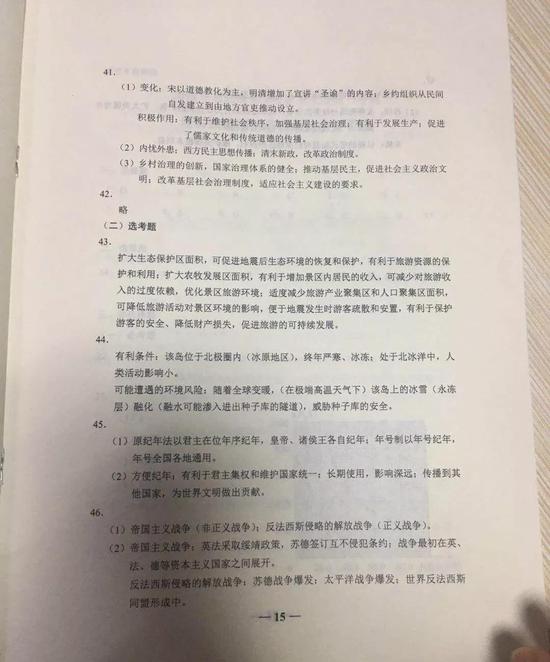 41.
(1)变化:宋以道德教化为主,明清增加了宣讲“圣谕”的内容;乡约组织从民间
自发建立到由地方官吏推动设立。
积极作用:有利于维护社会秩序,加强基层社会治理;有利于发展生产;促进
了儒家文化和传统道德的传播。
(2)内忧外患;西方民主思想传播;清末新政,改革政治制度。
(3)乡村治理的创新,国家治理体系的健全;推动基层民主,促进社会主义政治文
明;改革基层社会治理制度,适应社会主义建设的要求。
42.
略
(二)选考题
43.
扩大生态保护区面积,可促进地震后生态环境的恢复和保护,有利于旅游资源的保
护和利用;扩大农牧发展区面积,有利于增加景区内居民的收入,可减少对旅游收
入的过度依赖,优化景区旅游环境;适度减少旅游产业聚集区和人口聚集区面积,
可降低旅游活动对景区环境的影响,便于地震发生时游客疏散和安置,有利于保护
游客的安全、降低财产损失,促进旅游的可持续发展。
44.
有利条件:该岛位于北极圈内(冰原地区),终年严寒、冰冻;处于北冰洋中,人
类活动影响小。
可能遭遇的环境风险:随着全球变暖,(在极端高温天气下)该岛上的冰雪(永冻
层)融化(融水可能渗入进出种子库的隧道),威胁种子库的安全。
45.
(1)原纪年法以君主在位年序纪年,皇帝、诸侯王各自纪年;年号制以年号纪年,
年号全国各地通用。
(2)方便纪年;有利于君主集权和维护国家统一;长期使用,影响深远;传播到其
他国家,为世界文明做出贡献。
46.
(1)帝国主义战争(非正义战争);反法西斯侵略的解放战争(正义战争)。
(2)帝国主义战争:英法采取绥靖政策,苏德签订互不侵犯条约;战争最初在英、
法、德等资本主义国家之间展开。
反法西斯侵略的解放战争:苏德战争爆发;太平洋战争爆发;世界反法西斯
同盟形成中。
— 15 —